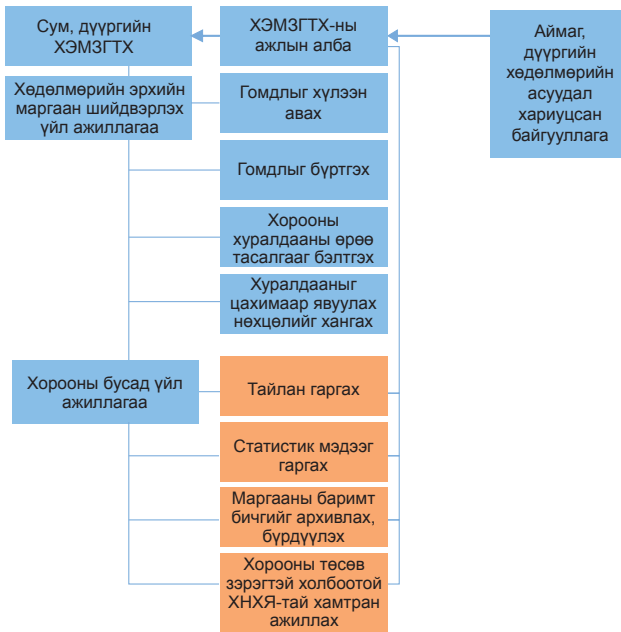 Сум, дүүргийн
ХЭМЗГТХ
ХЭМЗГТХ-ны
ажлын алба
Аймаг,
дүүргийн
хөдөлмөрийн
асуудал
хариуцсан
байгууллага
Хөдөлмөрийн эрхийн
маргаан шийдвэрлэх
үйл ажиллагаа
Гомдлыг хүлээн
авах
Гомдлыг бүртгэх
Хорооны
хуралдааны өрөө
тасалгааг бэлтгэх
Хуралдааныг
цахимаар явуулах
нөхцөлийг хангах
Хорооны бусад үйл
ажиллагаа
Тайлан гаргах
Статистик мэдээг
гаргах
Маргааны баримт
бичгийг архивлах,
бүрдүүлэх
Хорооны төсөв
зэрэгтэй холбоотой
ХНХЯ-тай хамтран
ажиллах